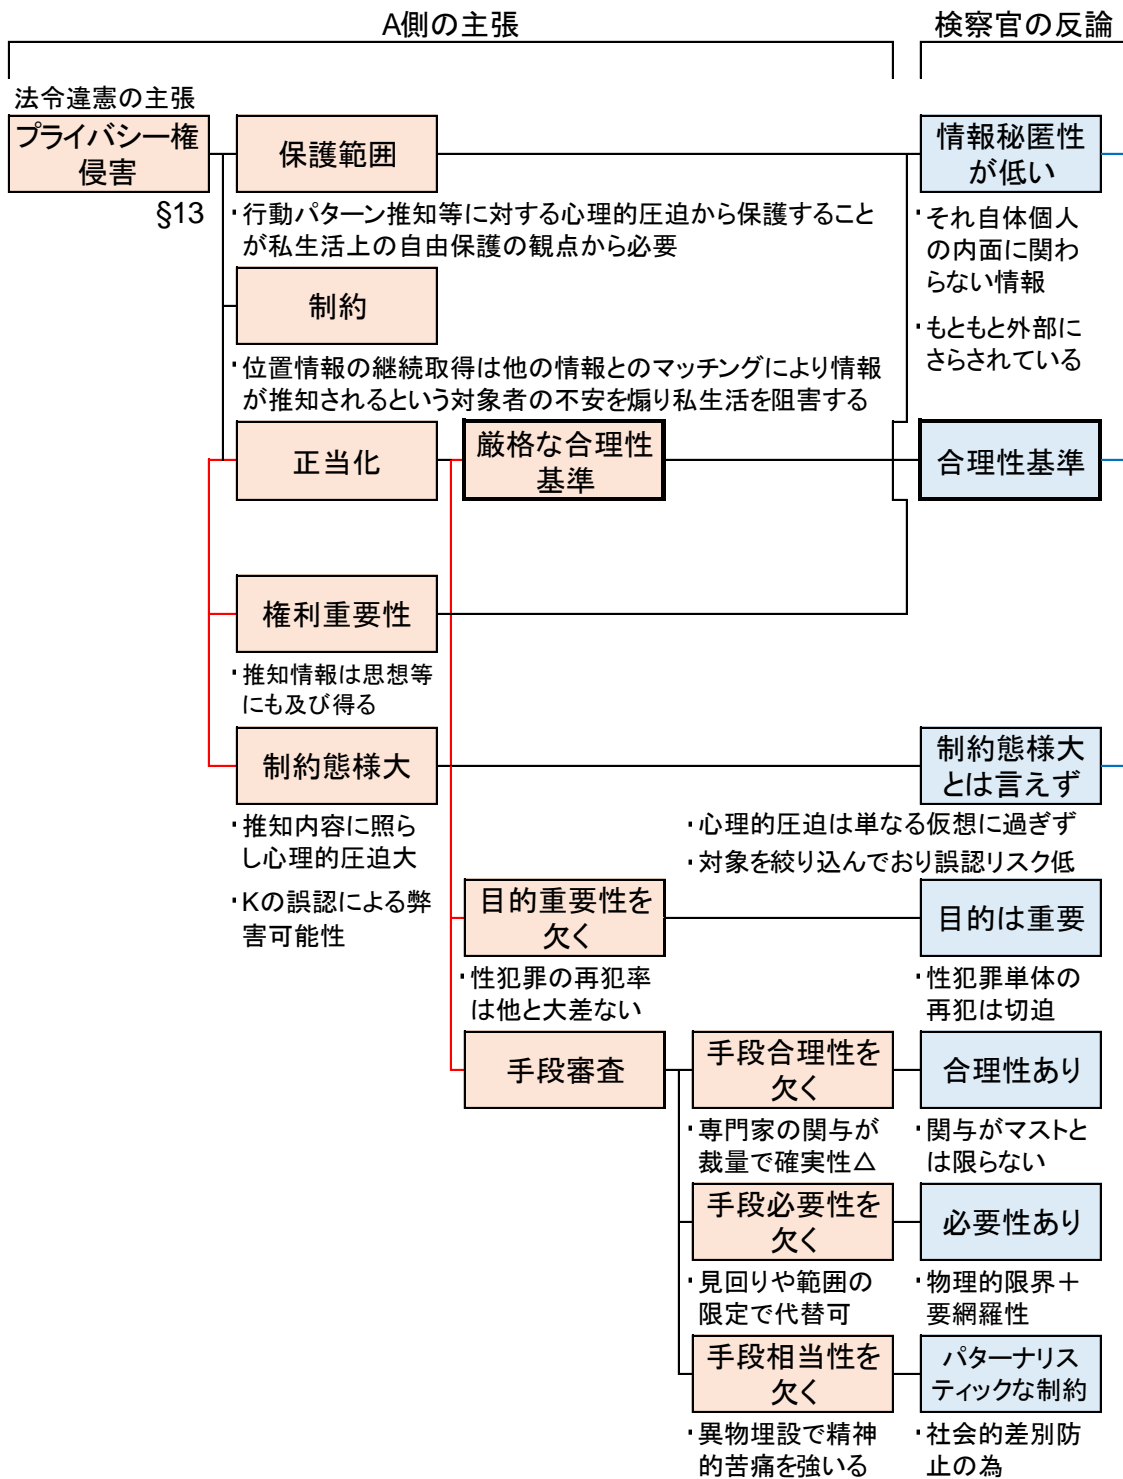 A側の主張
検察官の反論
法令違憲の主張
プライバシー権
侵害
§13
保護範囲
・行動パターン推知等に対する心理的圧迫から保護すること
が私生活上の自由保護の観点から必要
情報秘匿性
が低い
・それ自体個人
の内面に関わ
らない情報
・もともと外部に
さらされている
制約
・位置情報の継続取得は他の情報とのマッチングにより情報
が推知されるという対象者の不安を煽り私生活を阻害する
正当化
厳格な合理性
基準
合理性基準
権利重要性
・推知情報は思想等
にも及び得る
制約態様大
・推知内容に照ら
し心理的圧迫大
・Kの誤認による弊
害可能性
制約態様大
とは言えず
・心理的圧迫は単なる仮想に過ぎず
・対象を絞り込んでおり誤認リスク低
目的重要性を
欠く
・性犯罪の再犯率
は他と大差ない
目的は重要
・性犯罪単体の
再犯は切迫
手段審査
手段合理性を
欠く
・専門家の関与が
裁量で確実性△
合理性あり
・関与がマストと
は限らない
手段必要性を
欠く
・見回りや範囲の
限定で代替可
必要性あり
・物理的限界＋
要網羅性
手段相当性を
欠く
・異物埋設で精神
的苦痛を強いる
パターナリス
ティックな制約
・社会的差別防
止の為